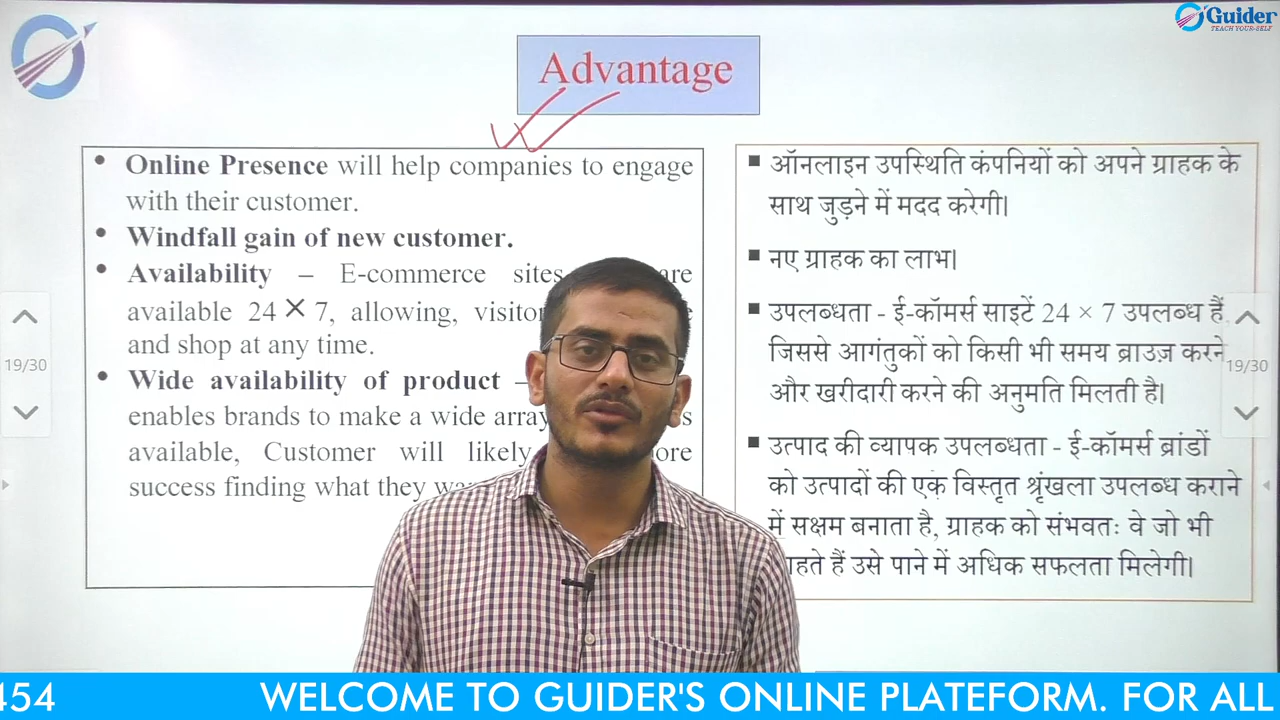 Guider
TEACH YOUR-SELF
Advantage
• Online Presence will help companies to engage
with their customer.
• Windfall gain of new customer.
• Availability – E-commerce sites are
available 24 × 7, allowing, visitor
and shop at any time.
• Wide availability of product –
enables brands to make a wide array
available, Customer will likely
success finding what they
▪ ऑनलाइन उपस्थिति कंपनियों को अपने ग्राहक के
साथ जुड़ने में मदद करेगी।
▪ नए ग्राहक का लाभ।
▪ उपलब्धता - ई-कॉमर्स साइटें 24 × 7 उपलब्ध हैं
जिससे आगंतुकों को किसी भी समय ब्राउज़ करने
और खरीदारी करने की अनुमति मिलती है।
▪ उत्पाद की व्यापक उपलब्धता - ई-कॉमर्स ब्रांडों
को उत्पादों की एक विस्तृत श्रृंखला उपलब्ध कराने
में सक्षम बनाता है, ग्राहक को संभवतः वे जो भी
हैं उसे पाने में अधिक सफलता मिलेगी।
19/30
19/30
454 WELCOME TO GUIDER'S ONLINE PLATEFORM. FOR ALL